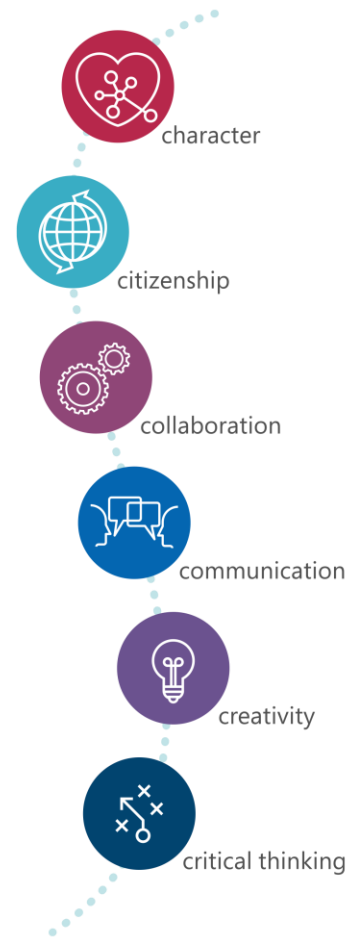 character
citizenship
collaboration
communication
creativity
critical thinking